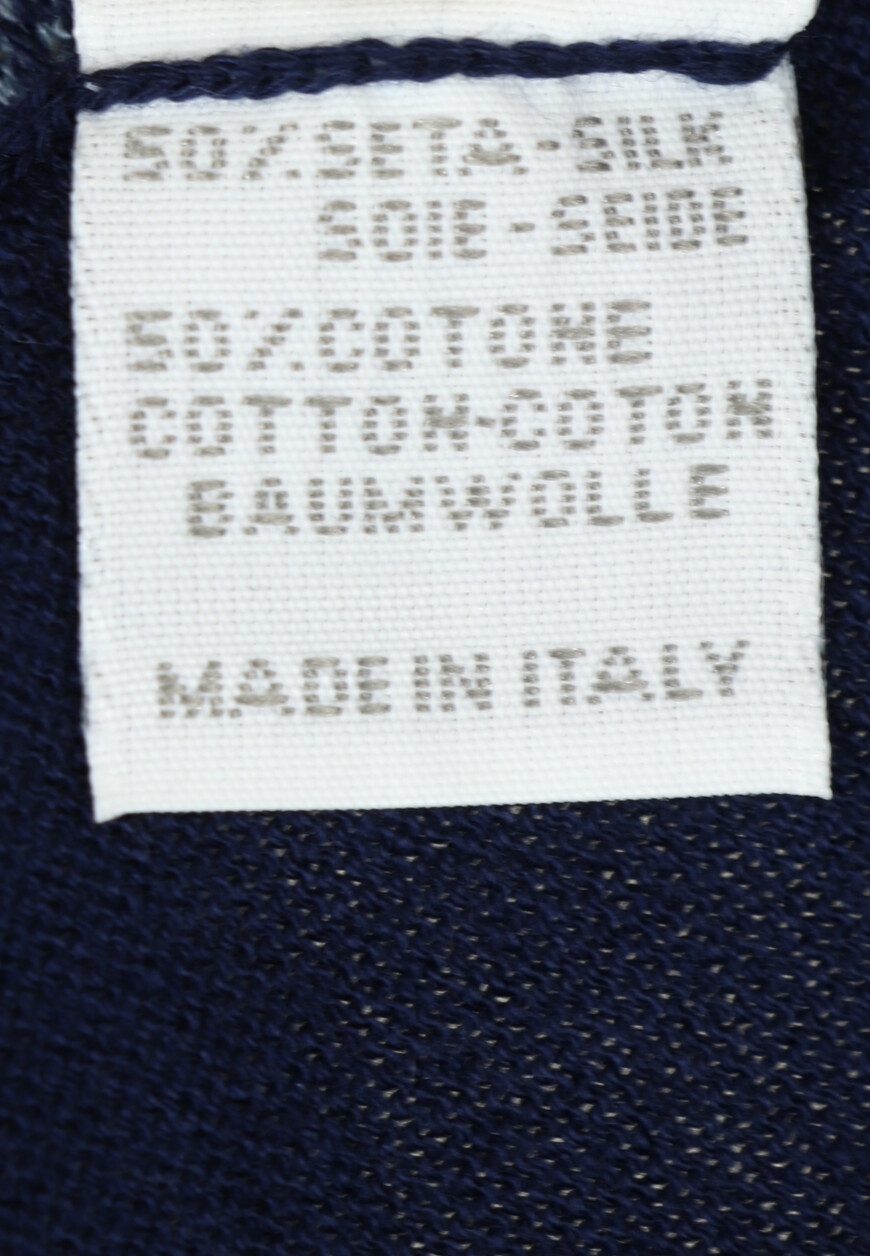 50%SETA-SILK
SOIE-SEIDE
50%COTONE
COTTON-COTON
BAUMWOLLE
MADE IN ITALY